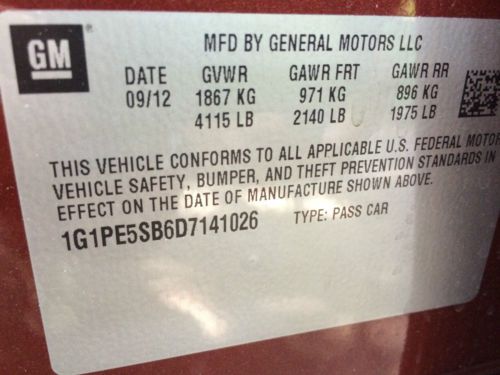 GM
MFD BY GENERAL MOTORS LLC
DATE GVWR GAWR FRT GAWR RR
09/12 1867 KG 971 KG 896 KG
4115 LB 2140 LB 1975 LB
THIS VEHICLE CONFORMS TO ALL APPLICABLE U.S. FEDERAL MOTOR
VEHICLE SAFETY, BUMPER, AND THEFT PREVENTION STANDARDS IN
EFFECT ON THE DATE OF MANUFACTURE SHOWN ABOVE.
1G1PE5SB6D7141026 TYPE: PASS CAR